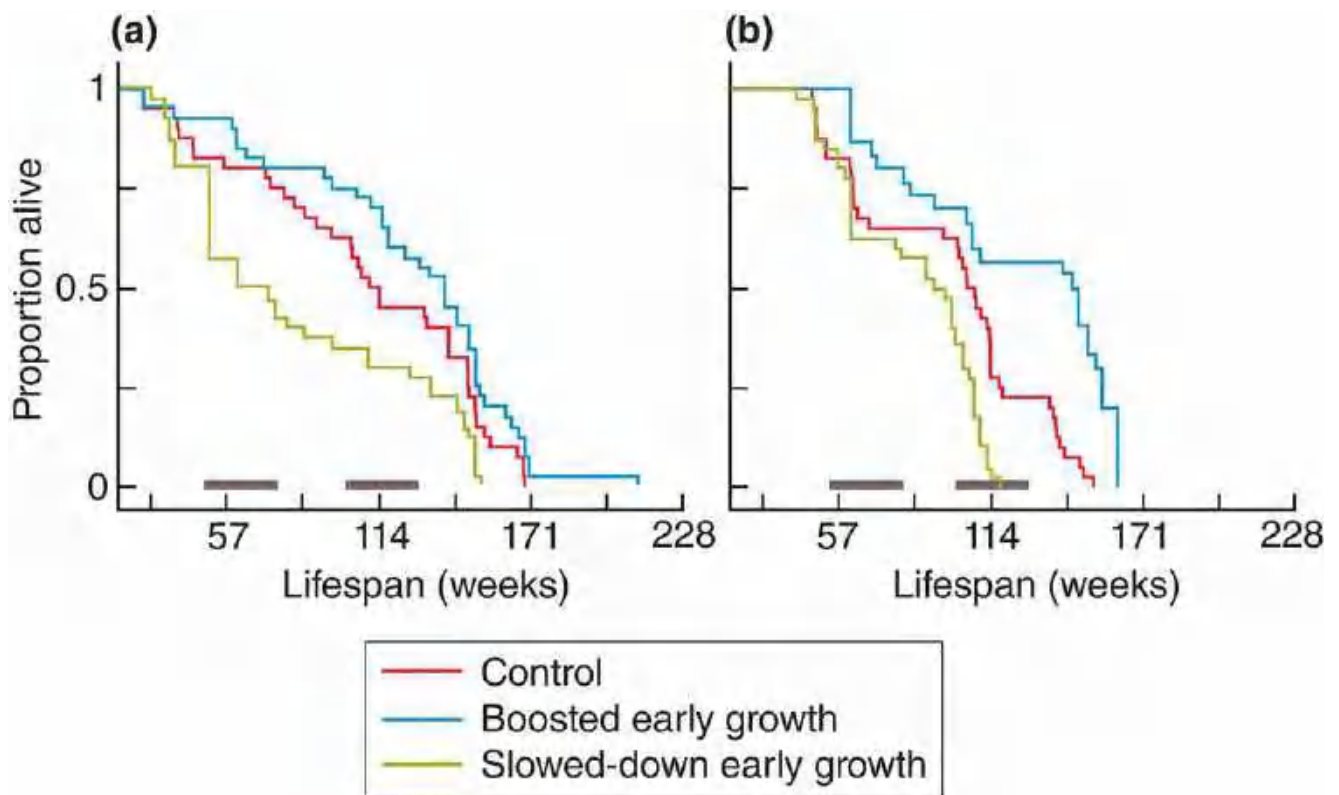 (a) (b)
Proportion alive
1
0.5
0
57 114 171 228 57 114 171 228
Lifespan (weeks) Lifespan (weeks)
Control
Boosted early growth
Slowed-down early growth